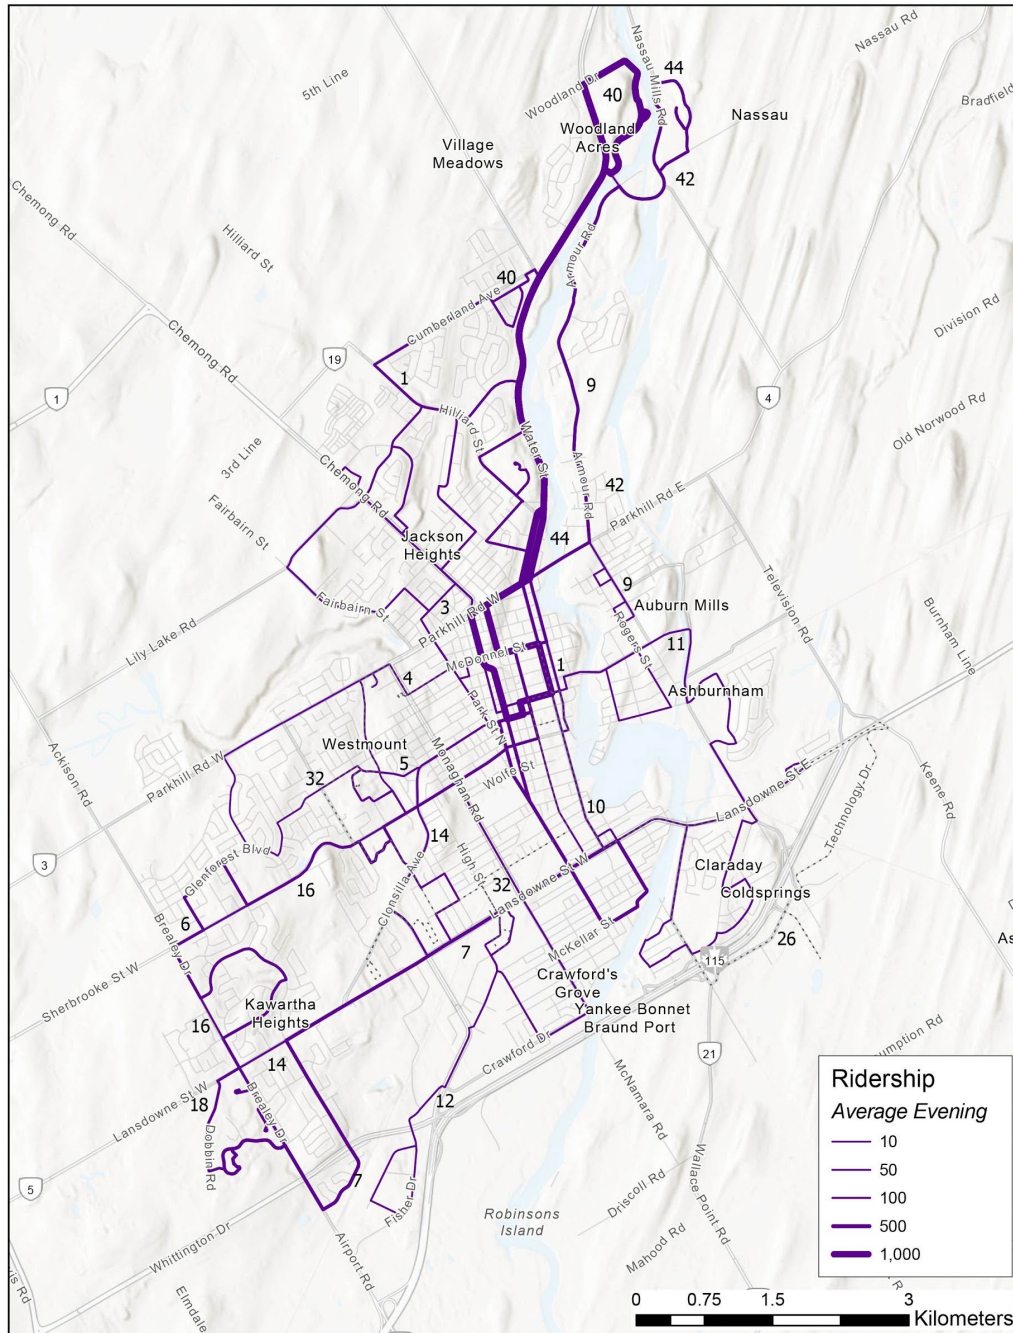 Nassau Rd
Nassau Mills Rd
44
5th Line
Woodland Dr
40
Bradfield
Nassau
Woodland
Acres
Village
Meadows
42
Chemong Rd
Hilliard St
Armour Rd
40
Cumberland Ave
Division Rd
Chemong Rd
19
1
1
9
4
Hilliard St
Old Norwood Rd
Water St
3rd Line
Chemong Rd
Armour Rd
42
Parkhill Rd E
Fairbairn St
Jackson
Heights
44
9
Television Rd
Fairbairn St
3
Auburn Mills
Burnham Line
Parkhill Rd W
Rogers St
Lily Lake Rd
McDonnel St
1
11
4
Ashburnham
Park St N
Ackison Rd
Westmount
Monaghan Rd
Parkhill Rd W
32
5
Wolfe St
Lansdowne St E
Technology Dr
Keene Rd
10
14
3
Glenforest Blvd
High St
Claraday
16
Clonsilla Ave
32
Lansdowne St W
Coldsprings
6
Brealey Dr
7
McKellar St
26
115
Sherbrooke St W
Crawford's
Grove
Kawartha
Heights
Yankee Bonnet
Braund Port
16
Crawford Dr
21
14
McNamara Rd
Lansdowne St W
18
Brealey Dr
12
Dobbin Rd
5
7
Fisher Dr
Driscoll Rd
Wallace Point Rd
Robinsons
Island
Whittington Dr
Airport Rd
Mahood Rd
Elmdale
Ridership
Average Evening
10
50
100
500
1,000
0 0.75 1.5 3
Kilometers